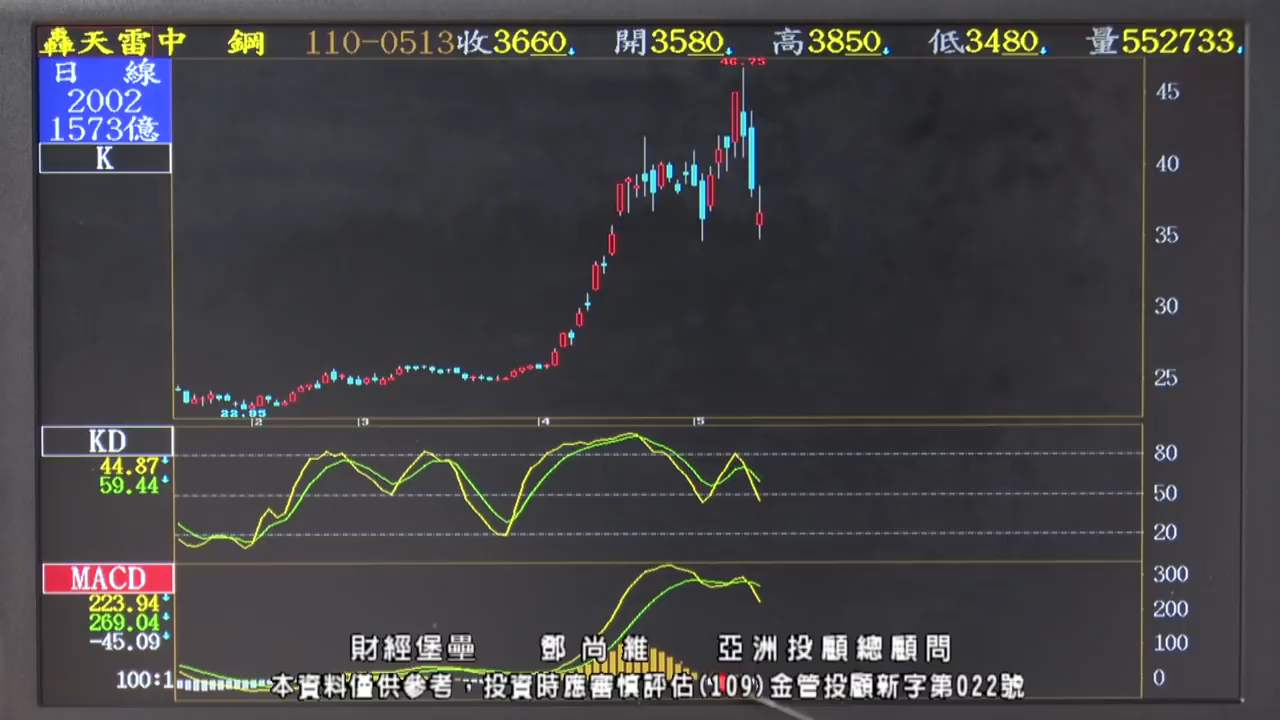 轟天雷中 鋼 110-0513收3660↓ 開3580↓ 高3850↓ 低3480↓ 量552733↓
日 線
2002
1573億
K
46.75
45
40
35
30
25
22.95
2 3 4 5
KD
44.87↓
59.44↓
80
50
20
MACD
223.94↓
269.04↓
-45.09↓
300
200
100
0
100:1
財經堡壘 鄧尚維 亞洲投顧總顧問
本資料僅供參考，投資時應審慎評估(109)金管投顧新字第022號